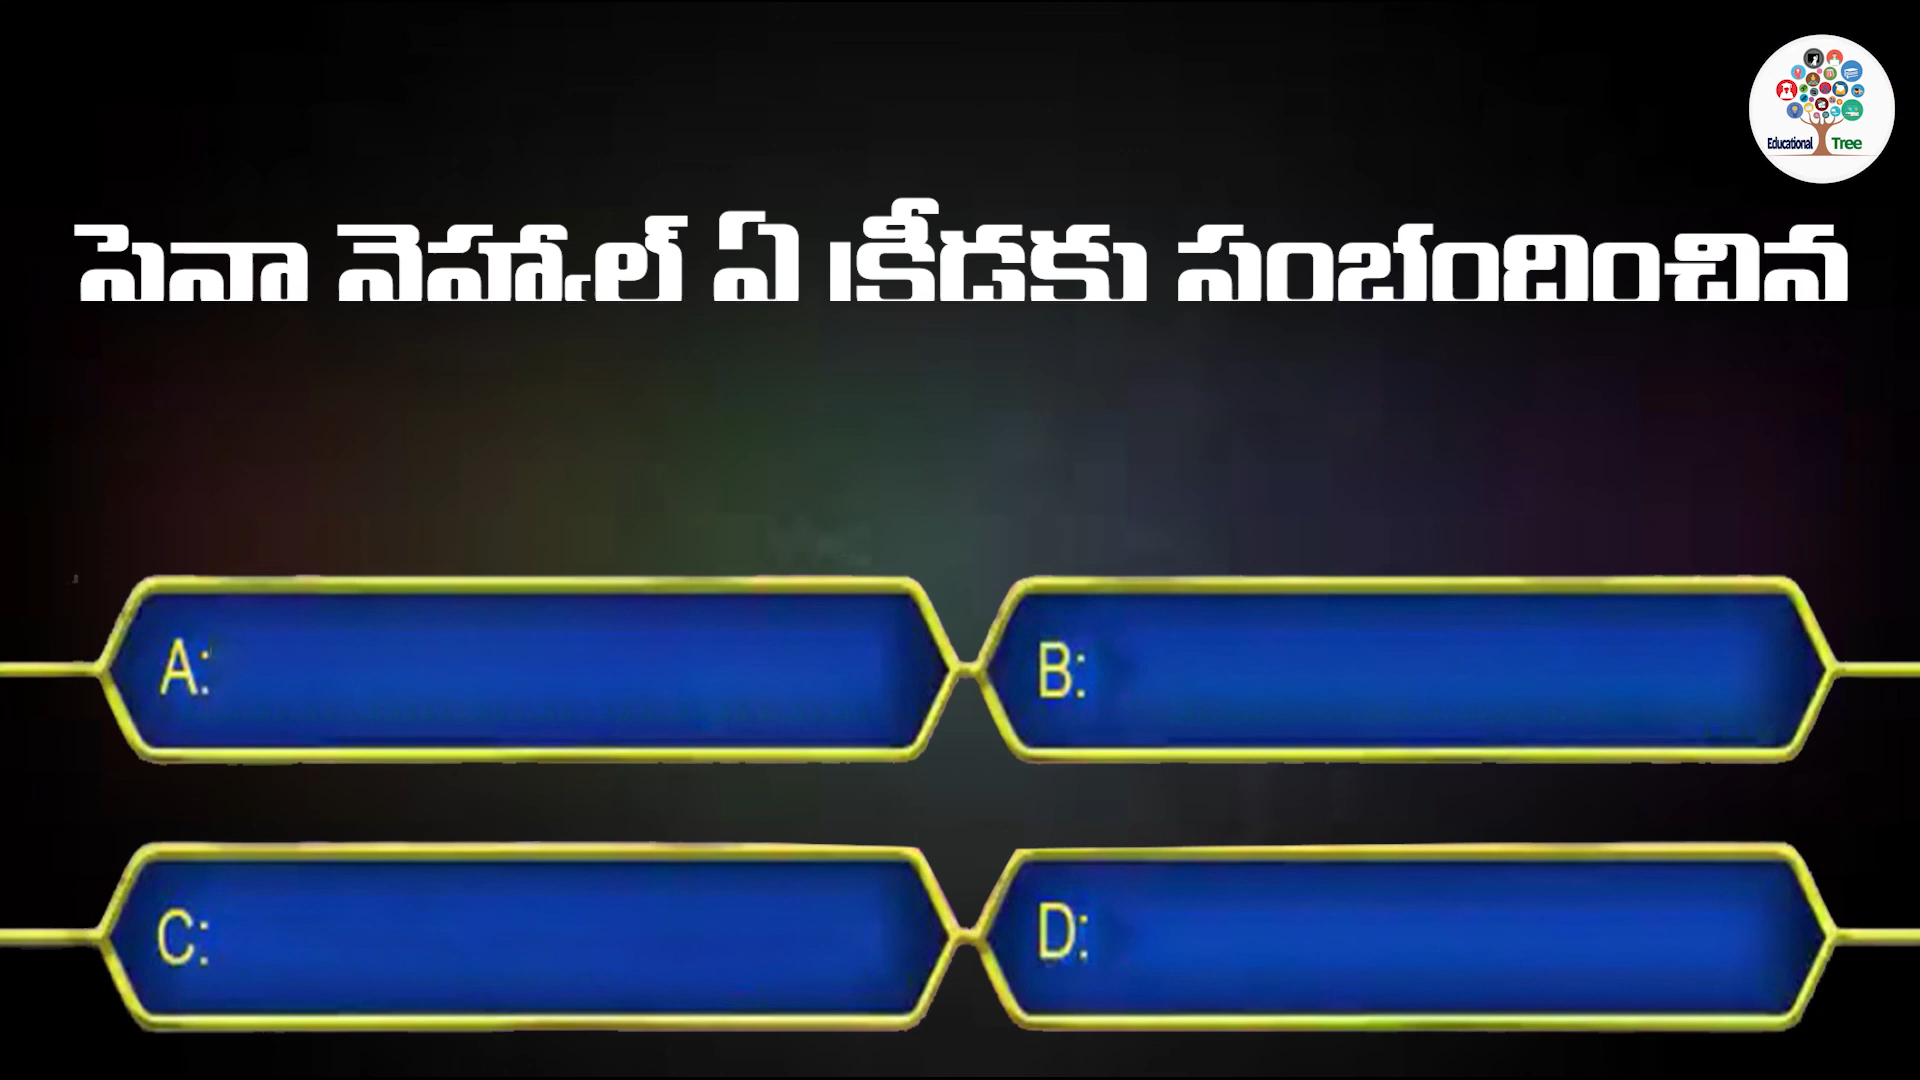 Educational Tree
సైనా నెహ్వాల్ ఏ క్రీడకు సంబంధించిన
A:
B:
C:
D: